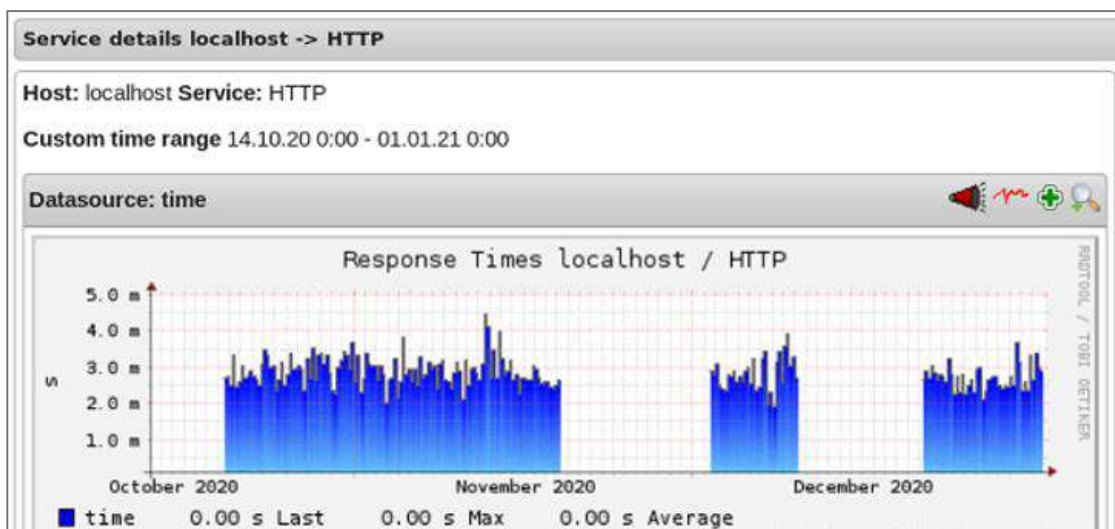 Service details localhost -> HTTP
Host: localhost Service: HTTP
Custom time range 14.10.20 0:00 - 01.01.21 0:00
Datasource: time
Response Times localhost / HTTP
RRDTOOL / TOBI OETIKER
5.0 m
4.0 m
3.0 m
2.0 m
1.0 m
s
October 2020 November 2020 December 2020
time 0.00 s Last 0.00 s Max 0.00 s Average